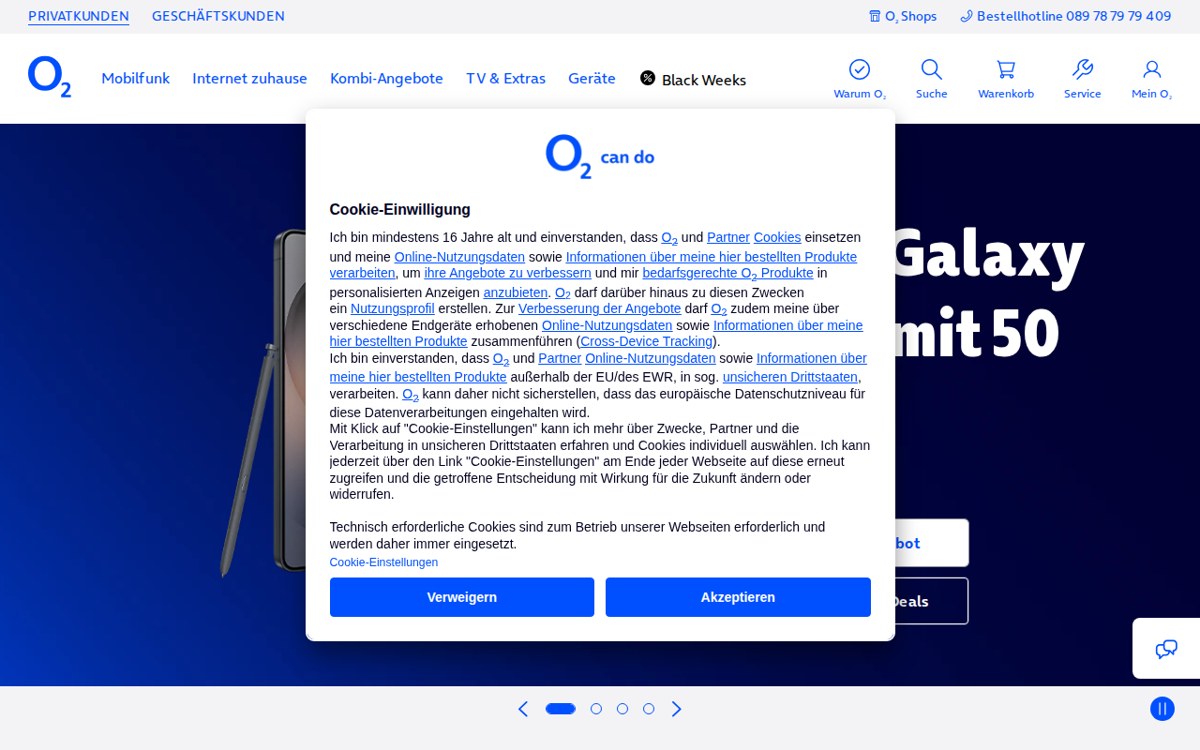 PRIVATKUNDEN GESCHÄFTSKUNDEN O₂ Shops Bestellhotline 089 78 79 79 409
O₂ Mobilfunk Internet zuhause Kombi-Angebote TV & Extras Geräte Black Weeks
Warum O₂ Suche Warenkorb Service Mein O₂
O₂ can do
Cookie-Einwilligung
Ich bin mindestens 16 Jahre alt und einverstanden, dass O₂ und Partner Cookies einsetzen
und meine Online-Nutzungsdaten sowie Informationen über meine hier bestellten Produkte
verarbeiten, um ihre Angebote zu verbessern und mir bedarfsgerechte O₂ Produkte in
personalisierten Anzeigen anzubieten. O₂ darf darüber hinaus zu diesen Zwecken
ein Nutzungsprofil erstellen. Zur Verbesserung der Angebote darf O₂ zudem meine über
verschiedene Endgeräte erhobenen Online-Nutzungsdaten sowie Informationen über meine
hier bestellten Produkte zusammenführen (Cross-Device Tracking).
Ich bin einverstanden, dass O₂ und Partner Online-Nutzungsdaten sowie Informationen über
meine hier bestellten Produkte außerhalb der EU/des EWR, in sog. unsicheren Drittstaaten,
verarbeiten. O₂ kann daher nicht sicherstellen, dass das europäische Datenschutzniveau für
diese Datenverarbeitungen eingehalten wird.
Mit Klick auf "Cookie-Einstellungen" kann ich mehr über Zwecke, Partner und die
Verarbeitung in unsicheren Drittstaaten erfahren und Cookies individuell auswählen. Ich kann
jederzeit über den Link "Cookie-Einstellungen" am Ende jeder Webseite auf diese erneut
zugreifen und die getroffene Entscheidung mit Wirkung für die Zukunft ändern oder
widerrufen.
Technisch erforderliche Cookies sind zum Betrieb unserer Webseiten erforderlich und
werden daher immer eingesetzt.
Cookie-Einstellungen
Verweigern Akzeptieren
Galaxy
mit 50
bot
Deals